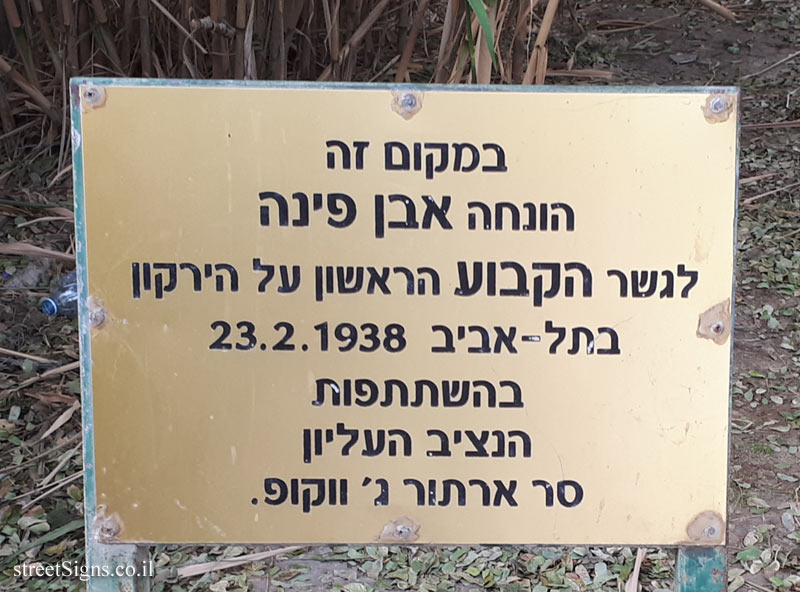 במקום זה
הונחה אבן פינה
לגשר הקבוע הראשון על הירקון
בתל-אביב 23.2.1938
בהשתתפות
הנציב העליון
סר ארתור ג׳ ווקופ.
streetSigns.co.il